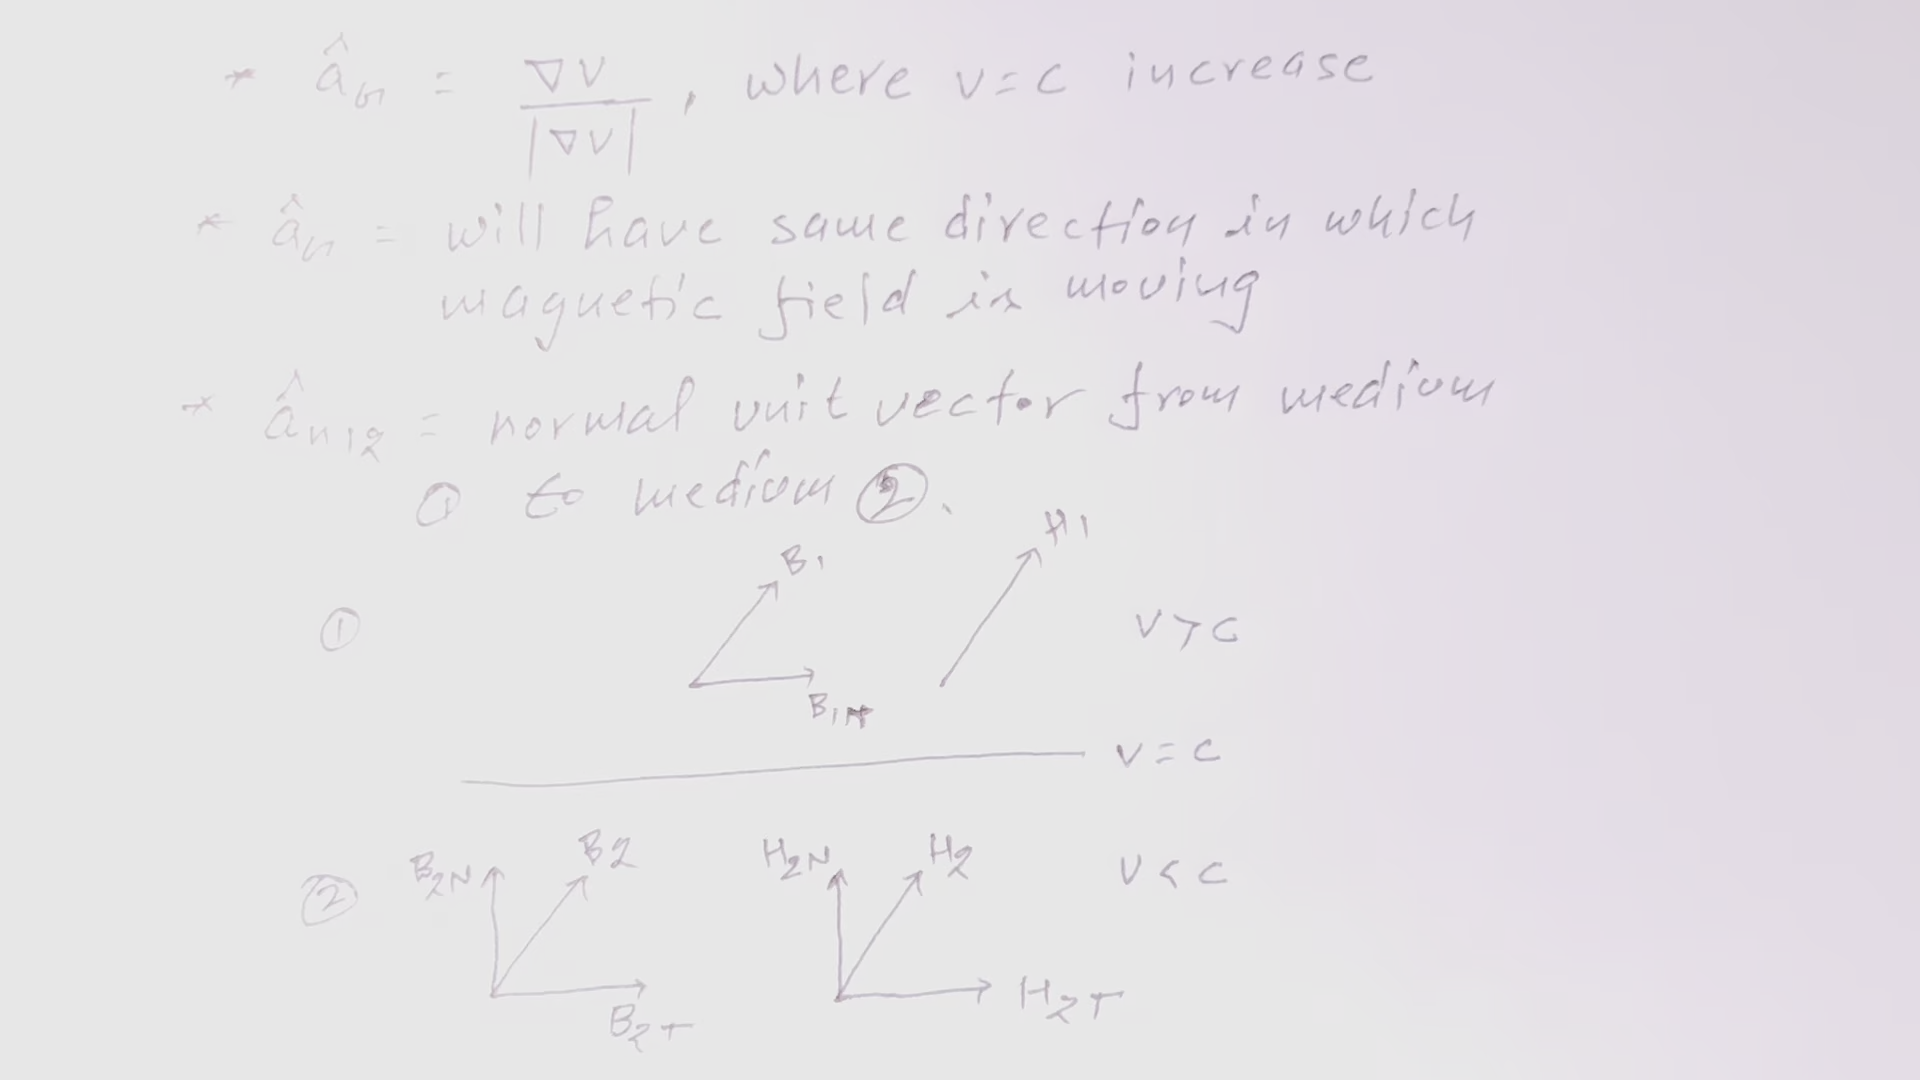 * â_n = ∇V / |∇V| , where v=c increase
* â_n = will have same direction in which
magnetic field is moving
* â_n12 = normal unit vector from medium
① to medium ②.
B1 H1
① V>C
B1N
V=C
B2N B2 H2N H2
② V<C
B2T H2T